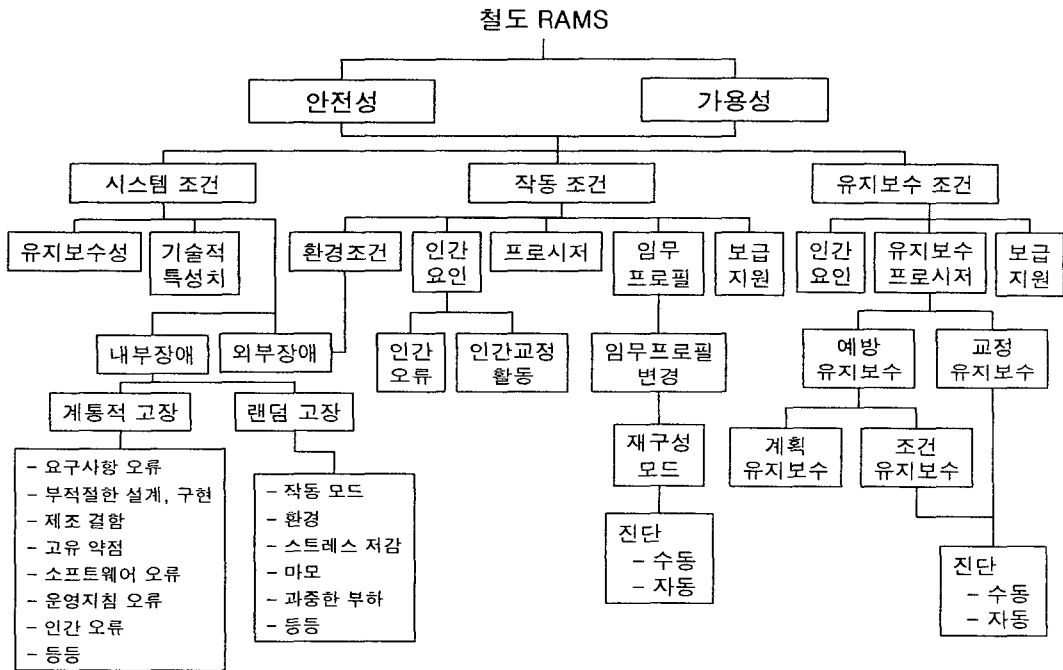 철도 RAMS
안전성
가용성
시스템 조건
작동 조건
유지보수 조건
유지보수성
기술적
특성치
환경조건
인간
요인
프로시저
임무
프로필
보급
지원
인간
요인
유지보수
프로시저
보급
지원
내부장애
외부장애
인간
오류
인간교정
활동
임무프로필
변경
예방
유지보수
교정
유지보수
계통적 고장
랜덤 고장
재구성
모드
계획
유지보수
조건
유지보수
– 요구사항 오류
– 부적절한 설계, 구현
– 제조 결함
– 고유 약점
– 소프트웨어 오류
– 운영지침 오류
– 인간 오류
– 등등
– 작동 모드
– 환경
– 스트레스 저감
– 마모
– 과중한 부하
– 등등
진단
– 수동
– 자동
진단
– 수동
– 자동